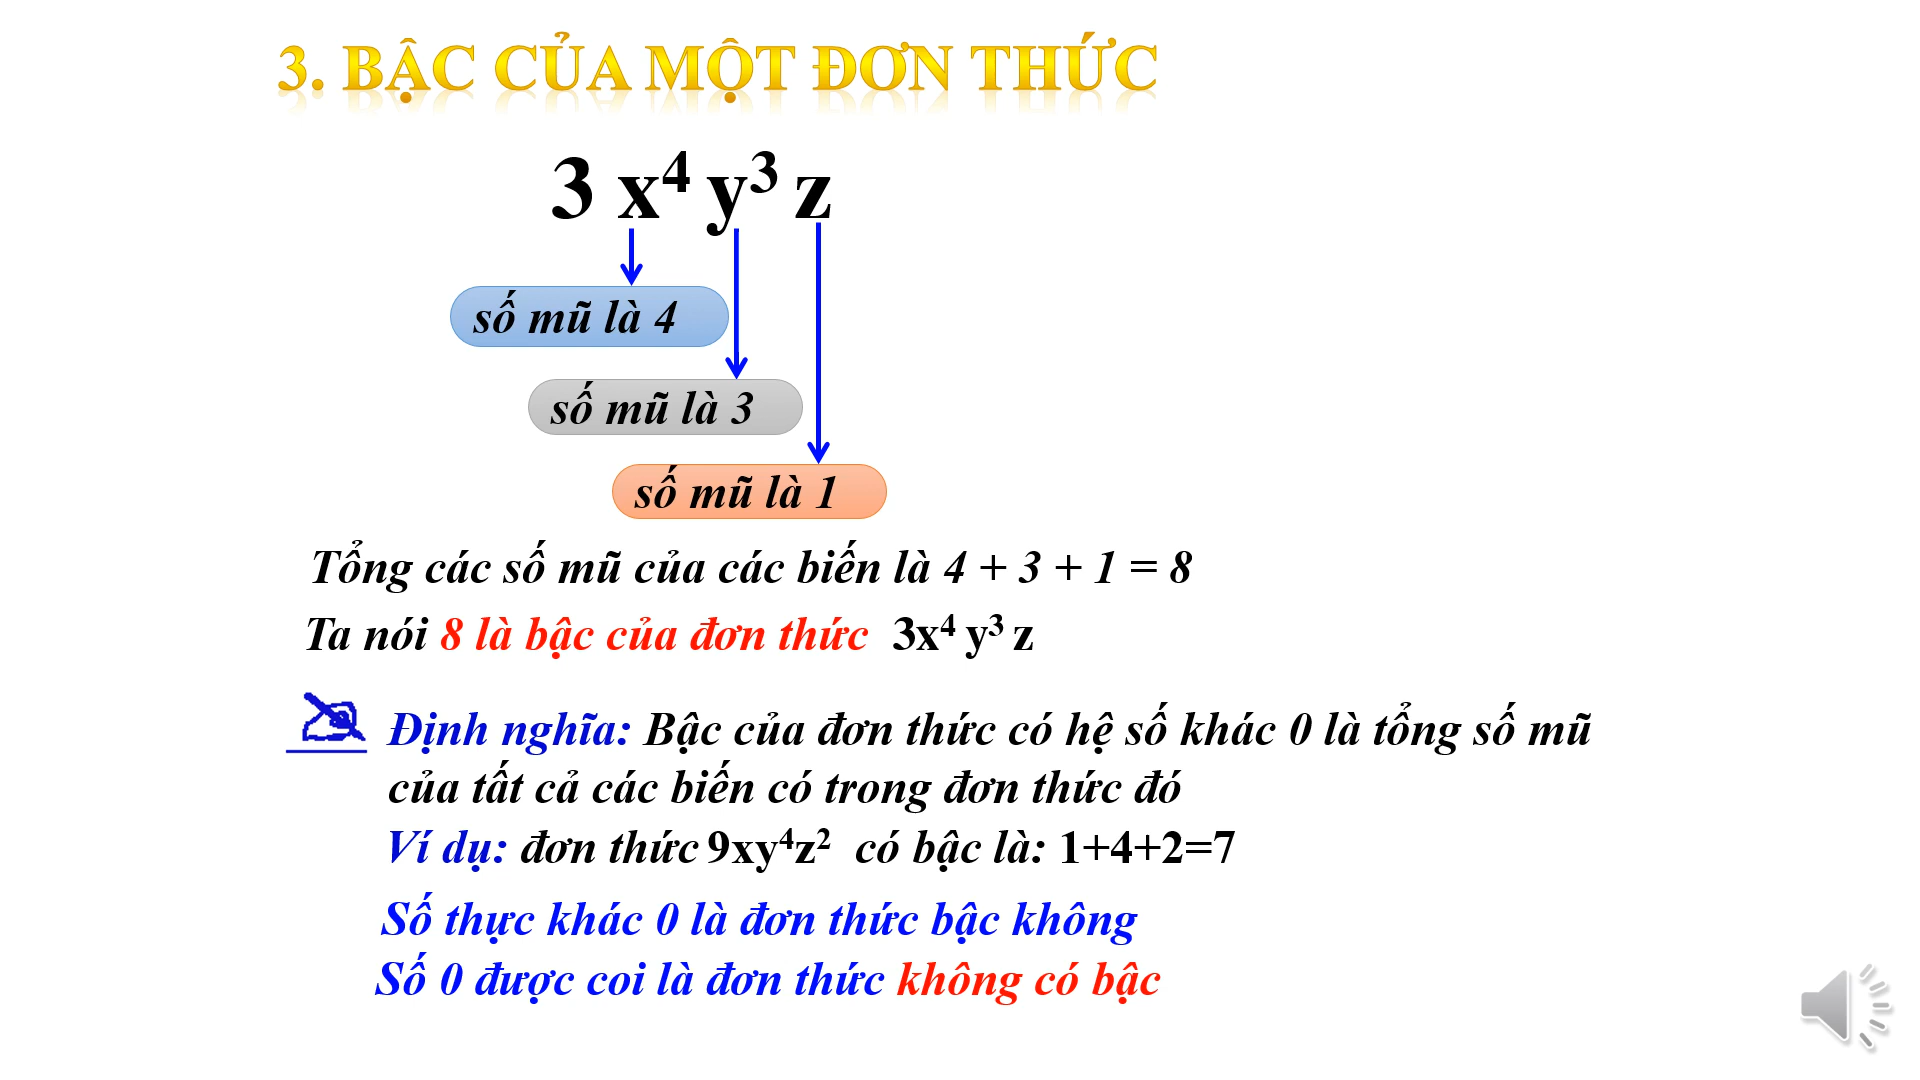 3. BẬC CỦA MỘT ĐƠN THỨC
3 x⁴ y³ z
số mũ là 4
số mũ là 3
số mũ là 1
Tổng các số mũ của các biến là 4 + 3 + 1 = 8
Ta nói 8 là bậc của đơn thức 3x⁴ y³ z
Định nghĩa: Bậc của đơn thức có hệ số khác 0 là tổng số mũ
của tất cả các biến có trong đơn thức đó
Ví dụ: đơn thức 9xy⁴z² có bậc là: 1+4+2=7
Số thực khác 0 là đơn thức bậc không
Số 0 được coi là đơn thức không có bậc